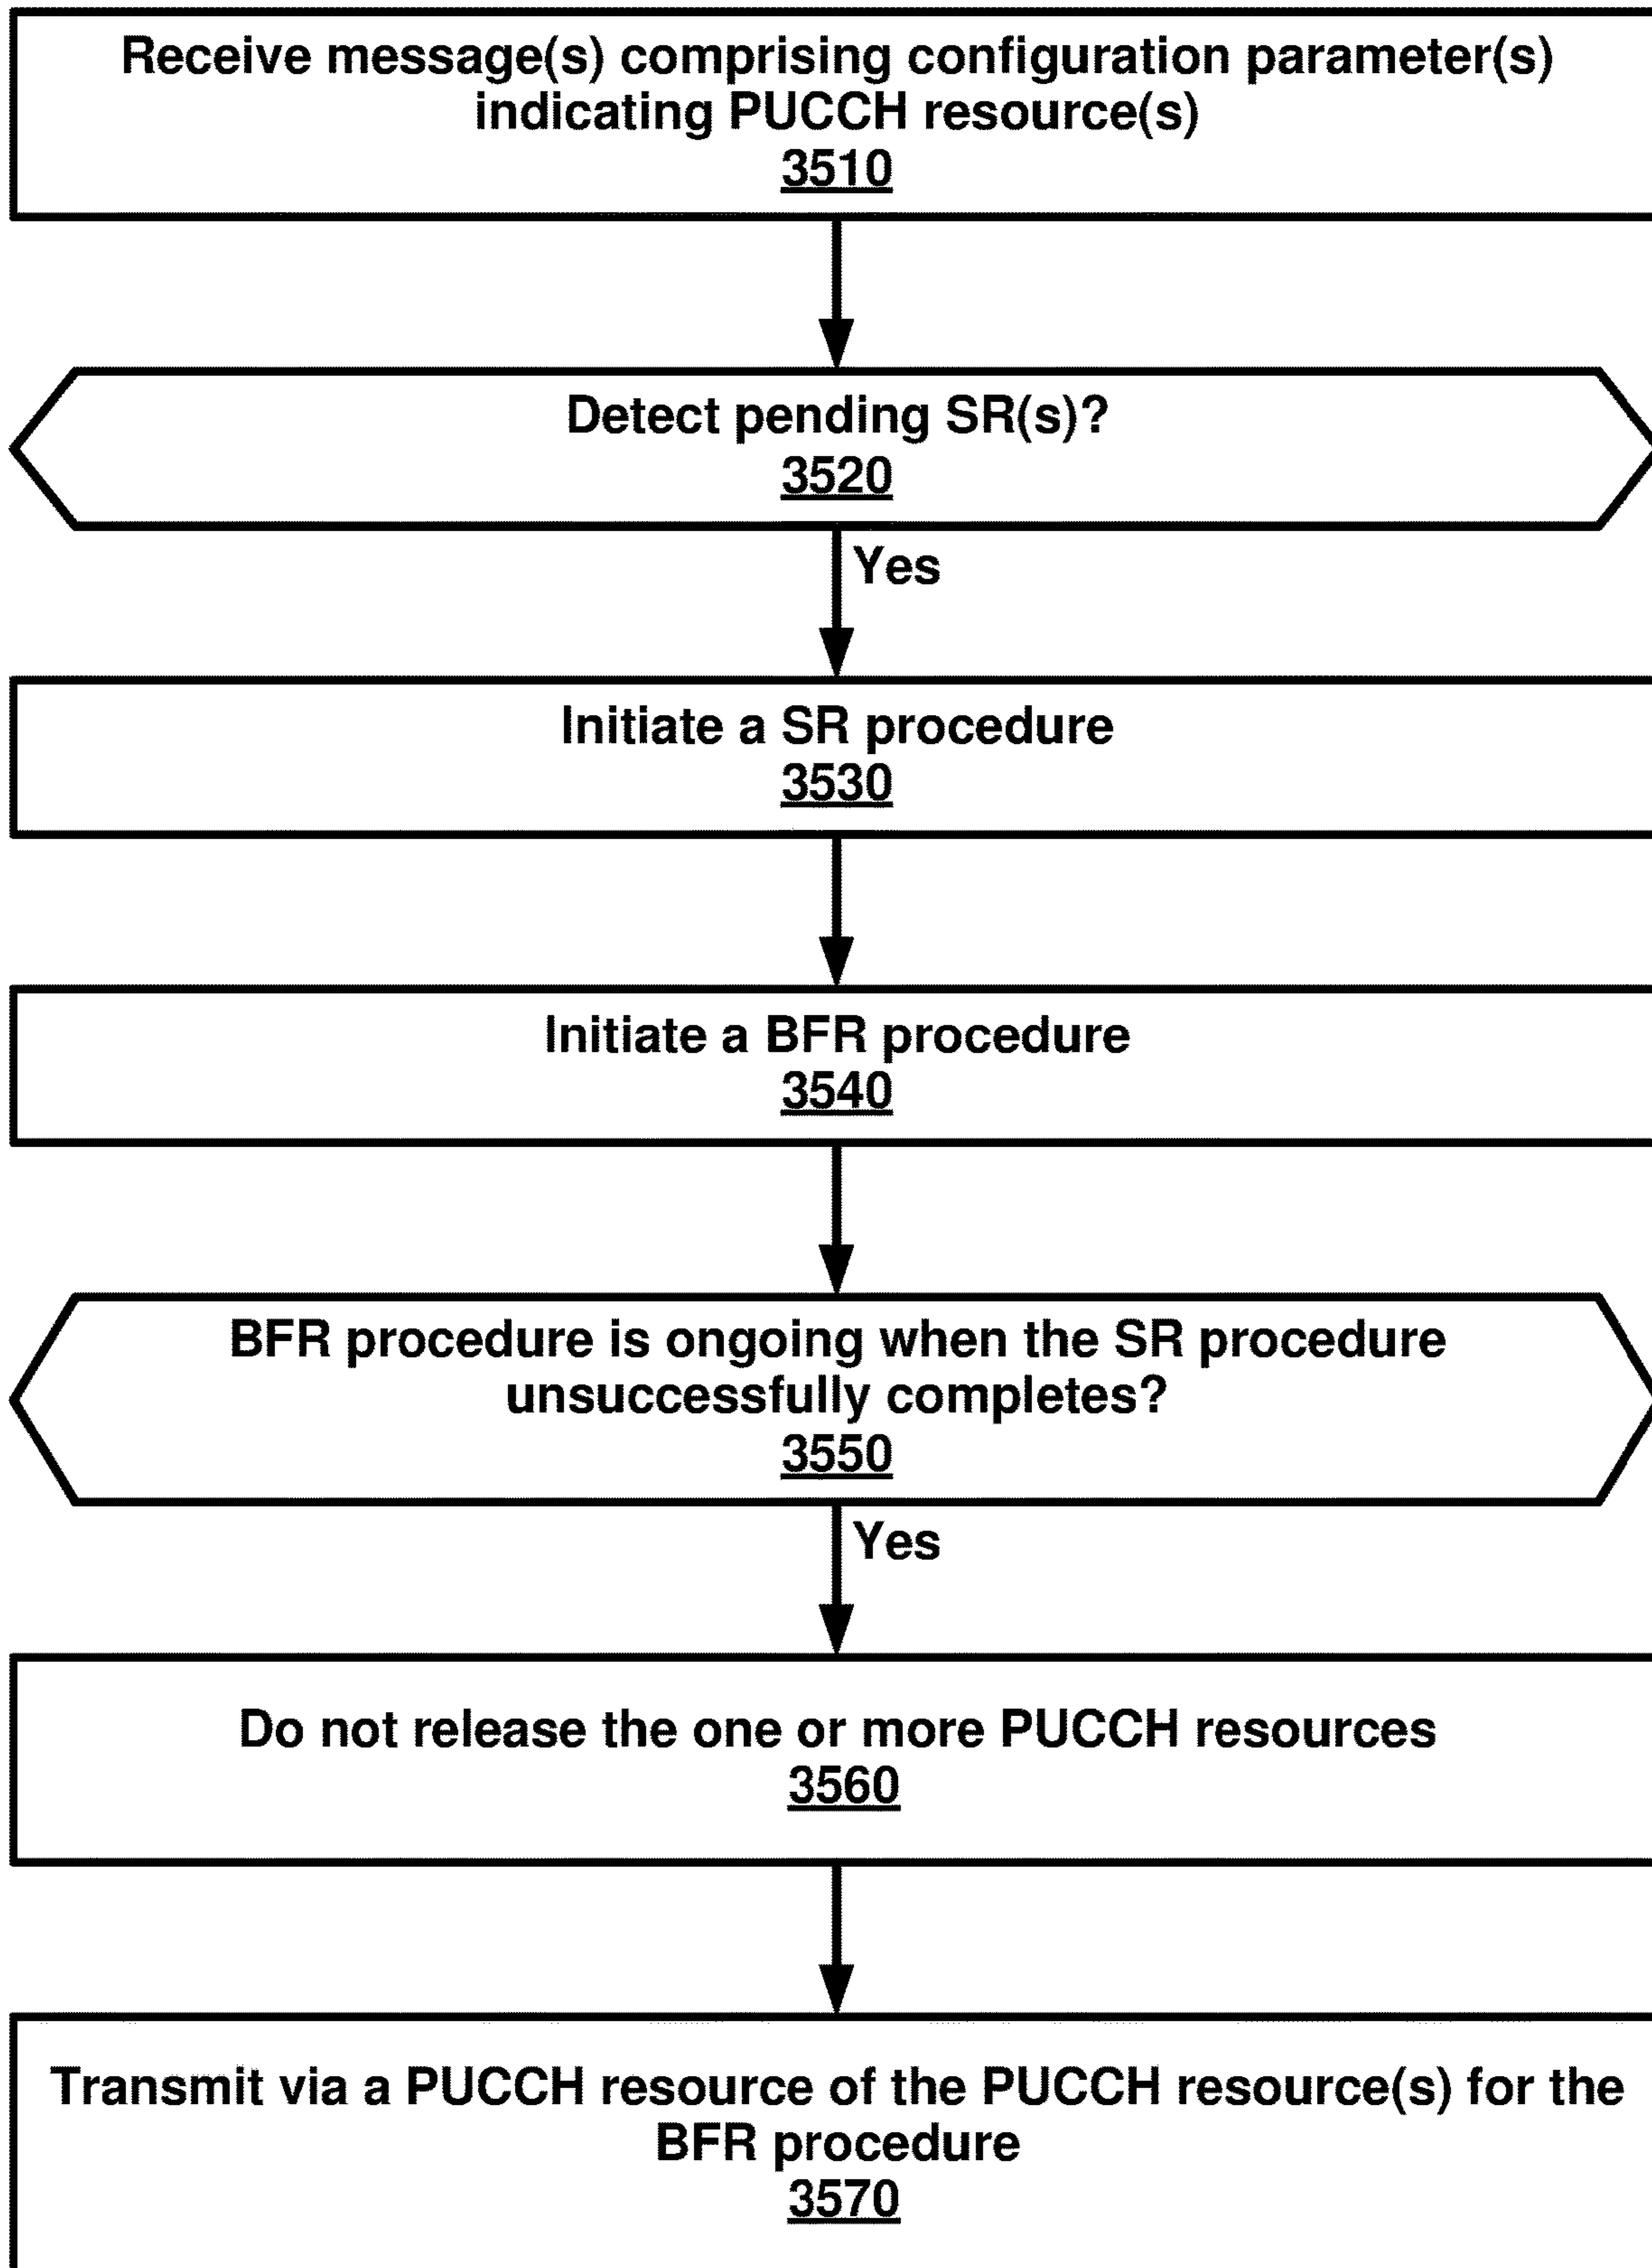 Receive message(s) comprising configuration parameter(s)
indicating PUCCH resource(s)
3510
Detect pending SR(s)?
3520
Yes
Initiate a SR procedure
3530
Initiate a BFR procedure
3540
BFR procedure is ongoing when the SR procedure
unsuccessfully completes?
3550
Yes
Do not release the one or more PUCCH resources
3560
Transmit via a PUCCH resource of the PUCCH resource(s) for the
BFR procedure
3570